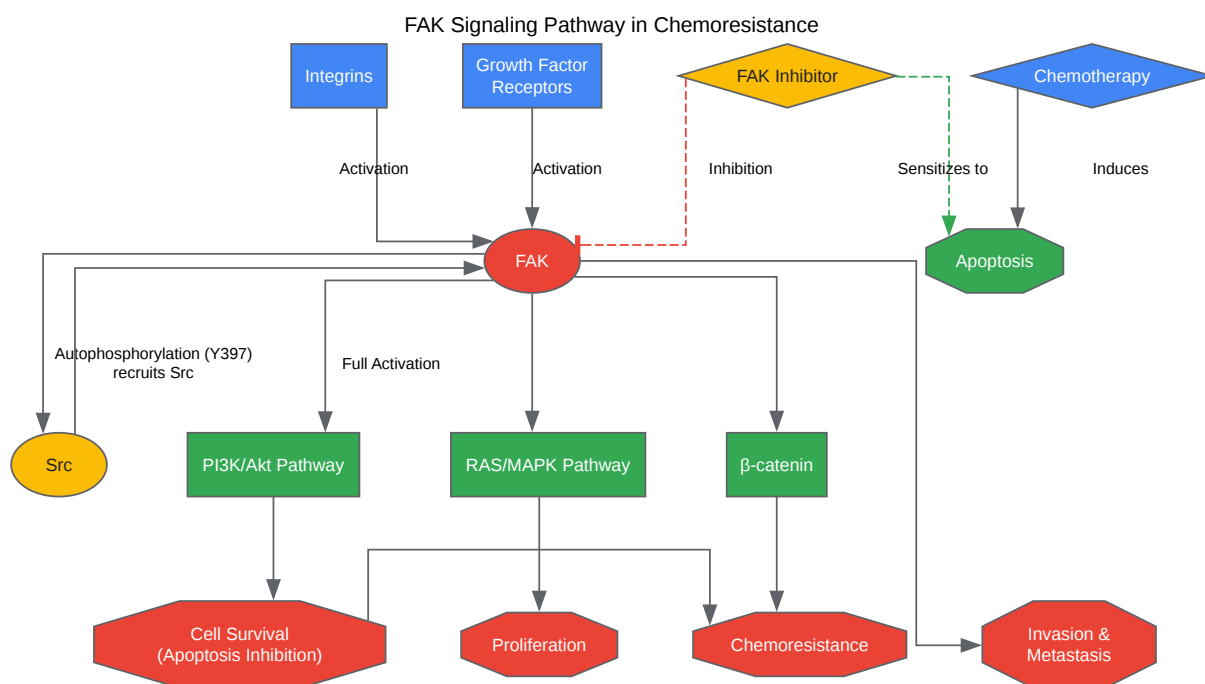 FAK Signaling Pathway in Chemoresistance
Integrins
Growth Factor
Receptors
FAK Inhibitor
Chemotherapy
Activation
Activation
Inhibition
Sensitizes to
Induces
FAK
Apoptosis
Autophosphorylation (Y397)
recruits Src
Full Activation
Src
PI3K/Akt Pathway
RAS/MAPK Pathway
β-catenin
Cell Survival
(Apoptosis Inhibition)
Proliferation
Chemoresistance
Invasion &
Metastasis